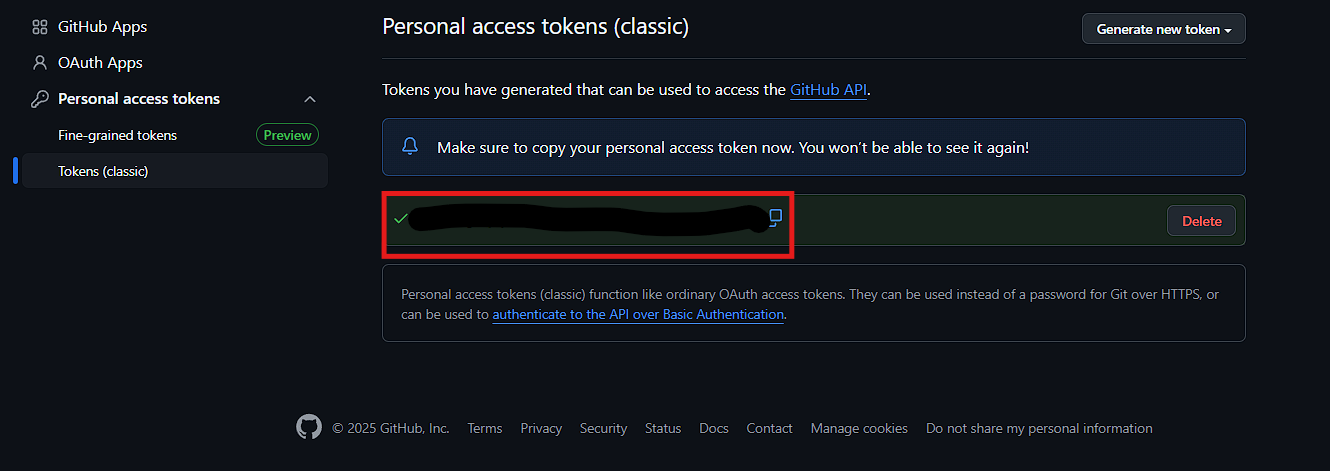 GitHub Apps
OAuth Apps
Personal access tokens
Fine-grained tokens Preview
Tokens (classic)
Personal access tokens (classic)
Generate new token
Tokens you have generated that can be used to access the GitHub API.
Make sure to copy your personal access token now. You won’t be able to see it again!
Delete
Personal access tokens (classic) function like ordinary OAuth access tokens. They can be used instead of a password for Git over HTTPS, or
can be used to authenticate to the API over Basic Authentication.
© 2025 GitHub, Inc. Terms Privacy Security Status Docs Contact Manage cookies Do not share my personal information